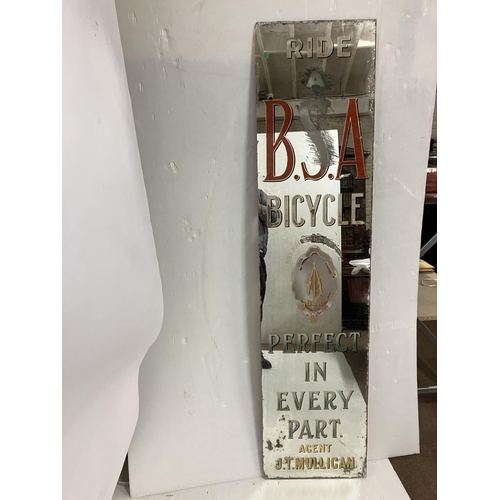 RIDE
A
B.S.A
BICYCLE
PERFECT
IN
EVERY
PART.
AGENT
J.T.MULLIGAN